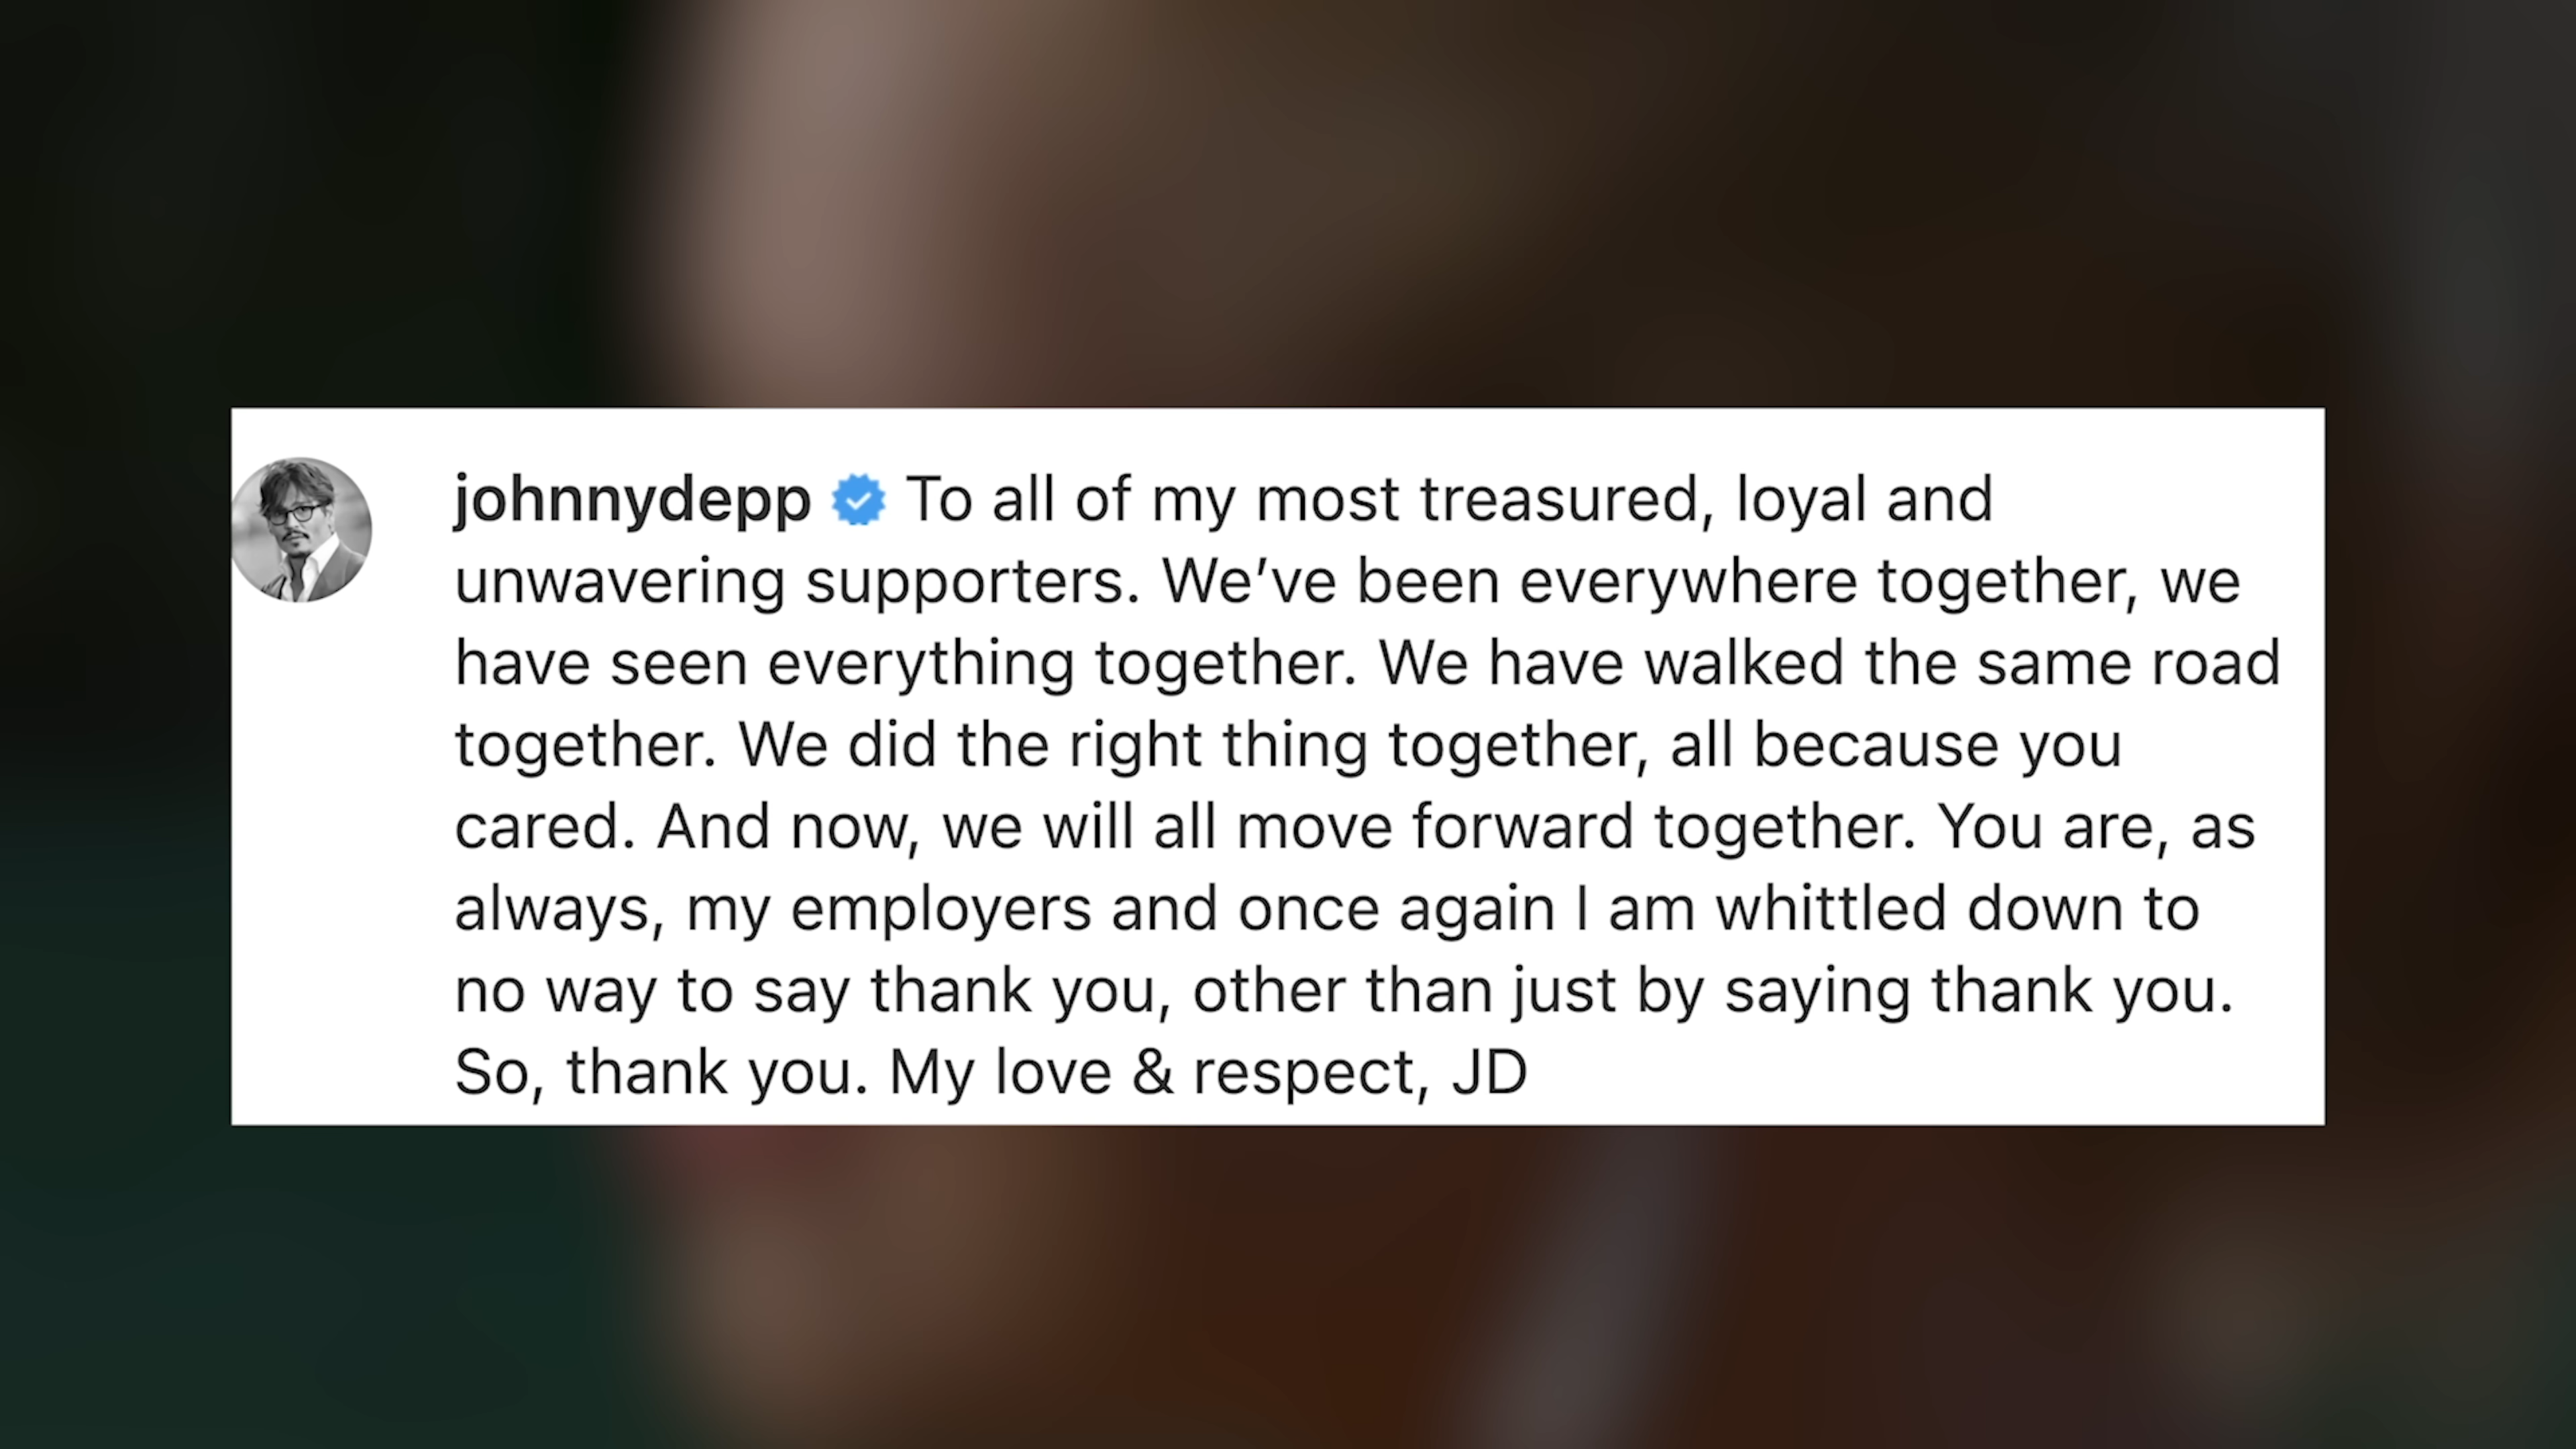 johnnydepp To all of my most treasured, loyal and
unwavering supporters. We’ve been everywhere together, we
have seen everything together. We have walked the same road
together. We did the right thing together, all because you
cared. And now, we will all move forward together. You are, as
always, my employers and once again I am whittled down to
no way to say thank you, other than just by saying thank you.
So, thank you. My love & respect, JD